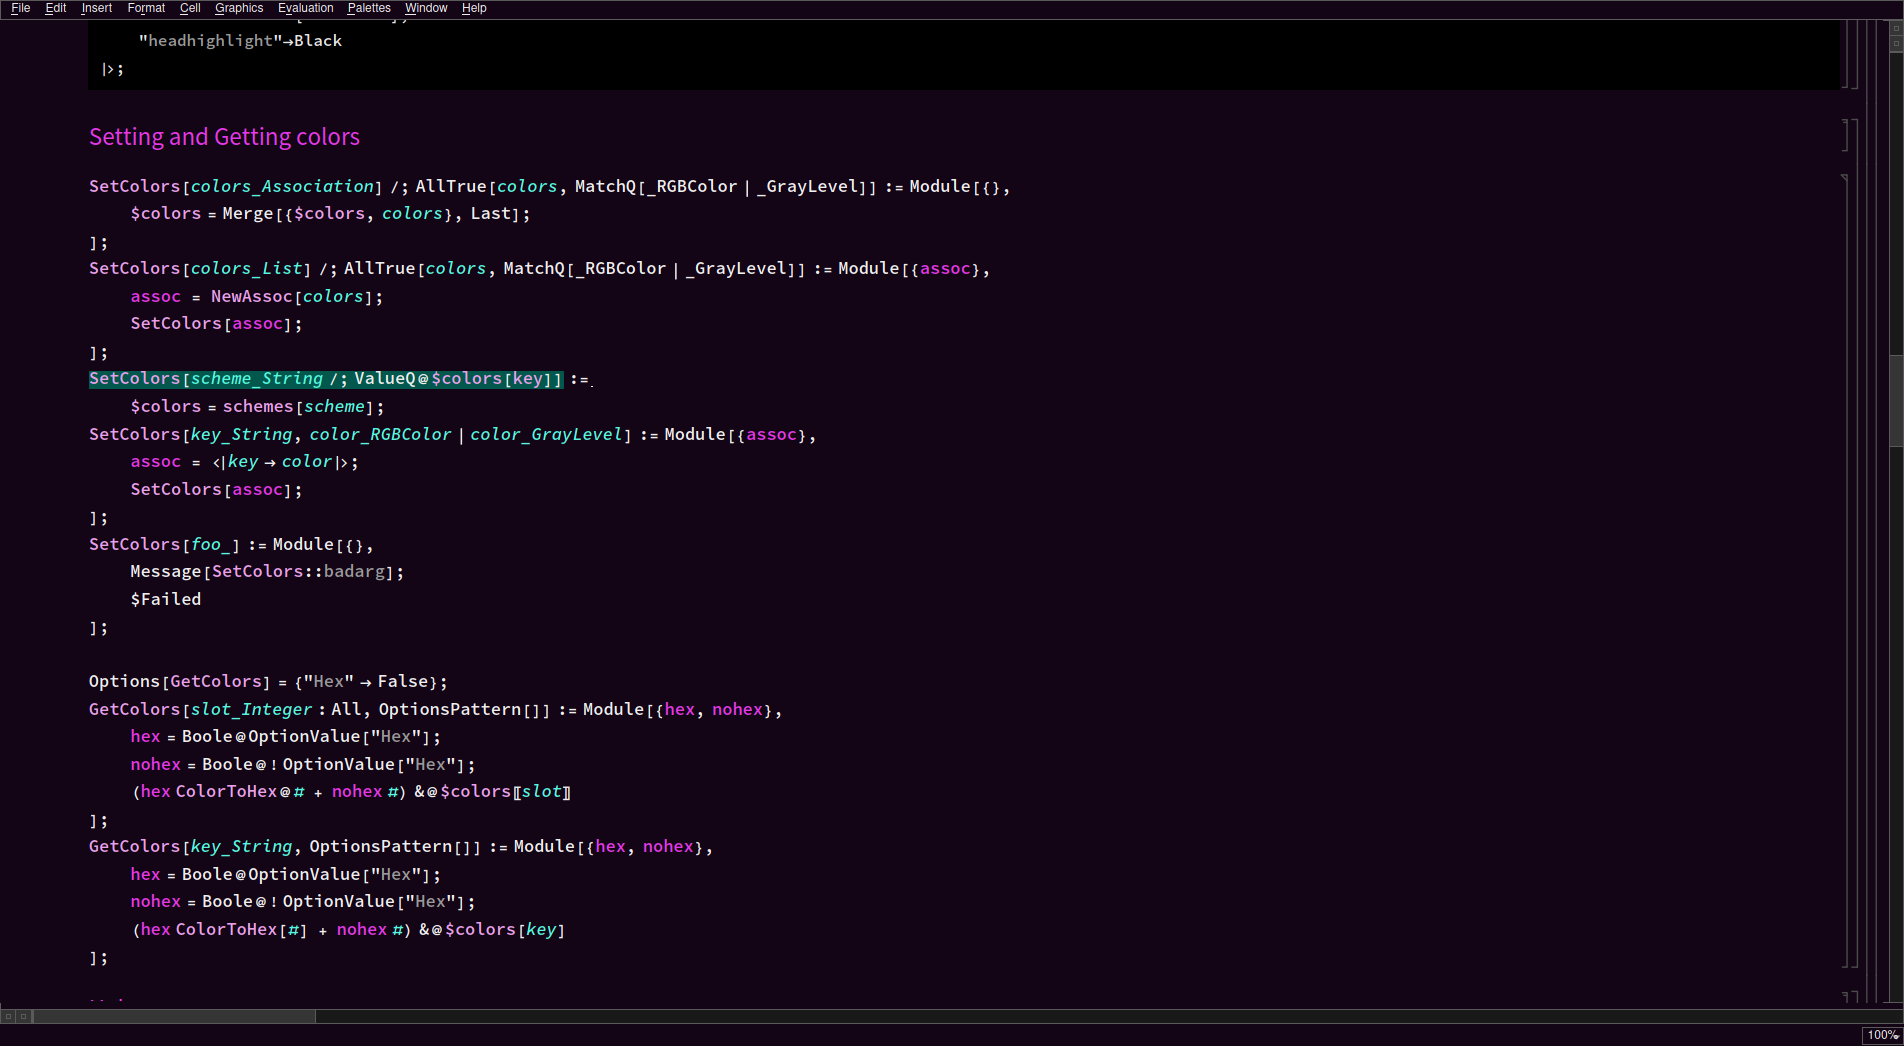 File Edit Insert Format Cell Graphics Evaluation Palettes Window Help
"headhighlight"→Black
|>;
Setting and Getting colors
SetColors[colors_Association] /; AllTrue[colors, MatchQ[_RGBColor | _GrayLevel]] := Module[{},
$colors = Merge[{$colors, colors}, Last];
];
SetColors[colors_List] /; AllTrue[colors, MatchQ[_RGBColor | _GrayLevel]] := Module[{assoc},
assoc = NewAssoc[colors];
SetColors[assoc];
];
SetColors[scheme_String /; ValueQ@$colors[key]] :=
$colors = schemes[scheme];
SetColors[key_String, color_RGBColor | color_GrayLevel] := Module[{assoc},
assoc = <|key → color|>;
SetColors[assoc];
];
SetColors[foo_] := Module[{},
Message[SetColors::badarg];
$Failed
];
Options[GetColors] = {"Hex" → False};
GetColors[slot_Integer : All, OptionsPattern[]] := Module[{hex, nohex},
hex = Boole@OptionValue["Hex"];
nohex = Boole@!OptionValue["Hex"];
(hex ColorToHex@# + nohex #) &@$colors〚slot〛
];
GetColors[key_String, OptionsPattern[]] := Module[{hex, nohex},
hex = Boole@OptionValue["Hex"];
nohex = Boole@!OptionValue["Hex"];
(hex ColorToHex[#] + nohex #) &@$colors[key]
];
100%